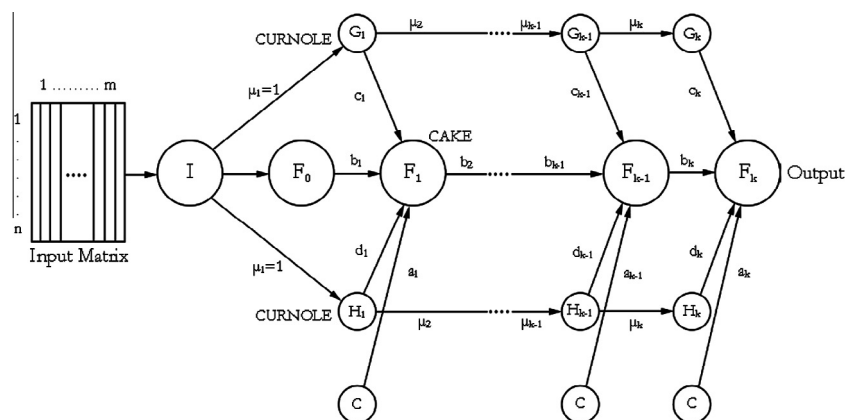 G₁ μ₂ μₖ₋₁ Gₖ₋₁ μₖ Gₖ
CURNOLE
1 ......... m
μ₁=1
c₁ cₖ₋₁ cₖ
1
.
.
.
.
.
n
CAKE
I F₀ b₁ F₁ b₂ bₖ₋₁ Fₖ₋₁ bₖ Fₖ Output
Input Matrix
μ₁=1
d₁ a₁ dₖ₋₁ aₖ₋₁ dₖ aₖ
CURNOLE
H₁ μ₂ μₖ₋₁ Hₖ₋₁ μₖ Hₖ
C C C